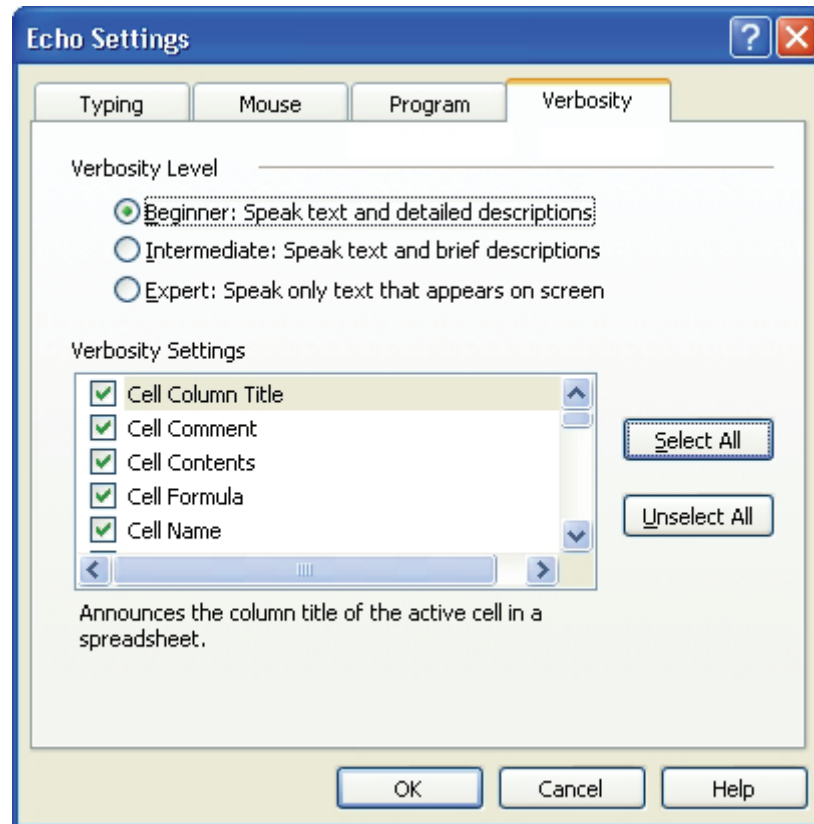 Echo Settings
Typing Mouse Program Verbosity
Verbosity Level
Beginner: Speak text and detailed descriptions
Intermediate: Speak text and brief descriptions
Expert: Speak only text that appears on screen
Verbosity Settings
Cell Column Title
Cell Comment
Cell Contents
Cell Formula
Cell Name
Select All
Unselect All
Announces the column title of the active cell in a
spreadsheet.
OK Cancel Help